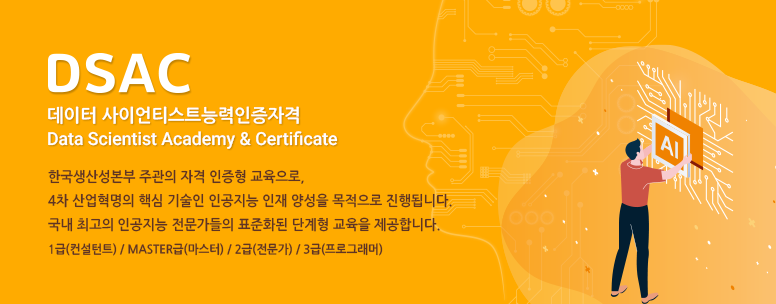 DSAC
데이터 사이언티스트능력인증자격
Data Scientist Academy & Certificate
한국생산성본부 주관의 자격 인증형 교육으로,
4차 산업혁명의 핵심 기술인 인공지능 인재 양성을 목적으로 진행됩니다.
국내 최고의 인공지능 전문가들의 표준화된 단계형 교육을 제공합니다.
1급(컨설턴트) / MASTER급(마스터) / 2급(전문가) / 3급(프로그래머)
AI